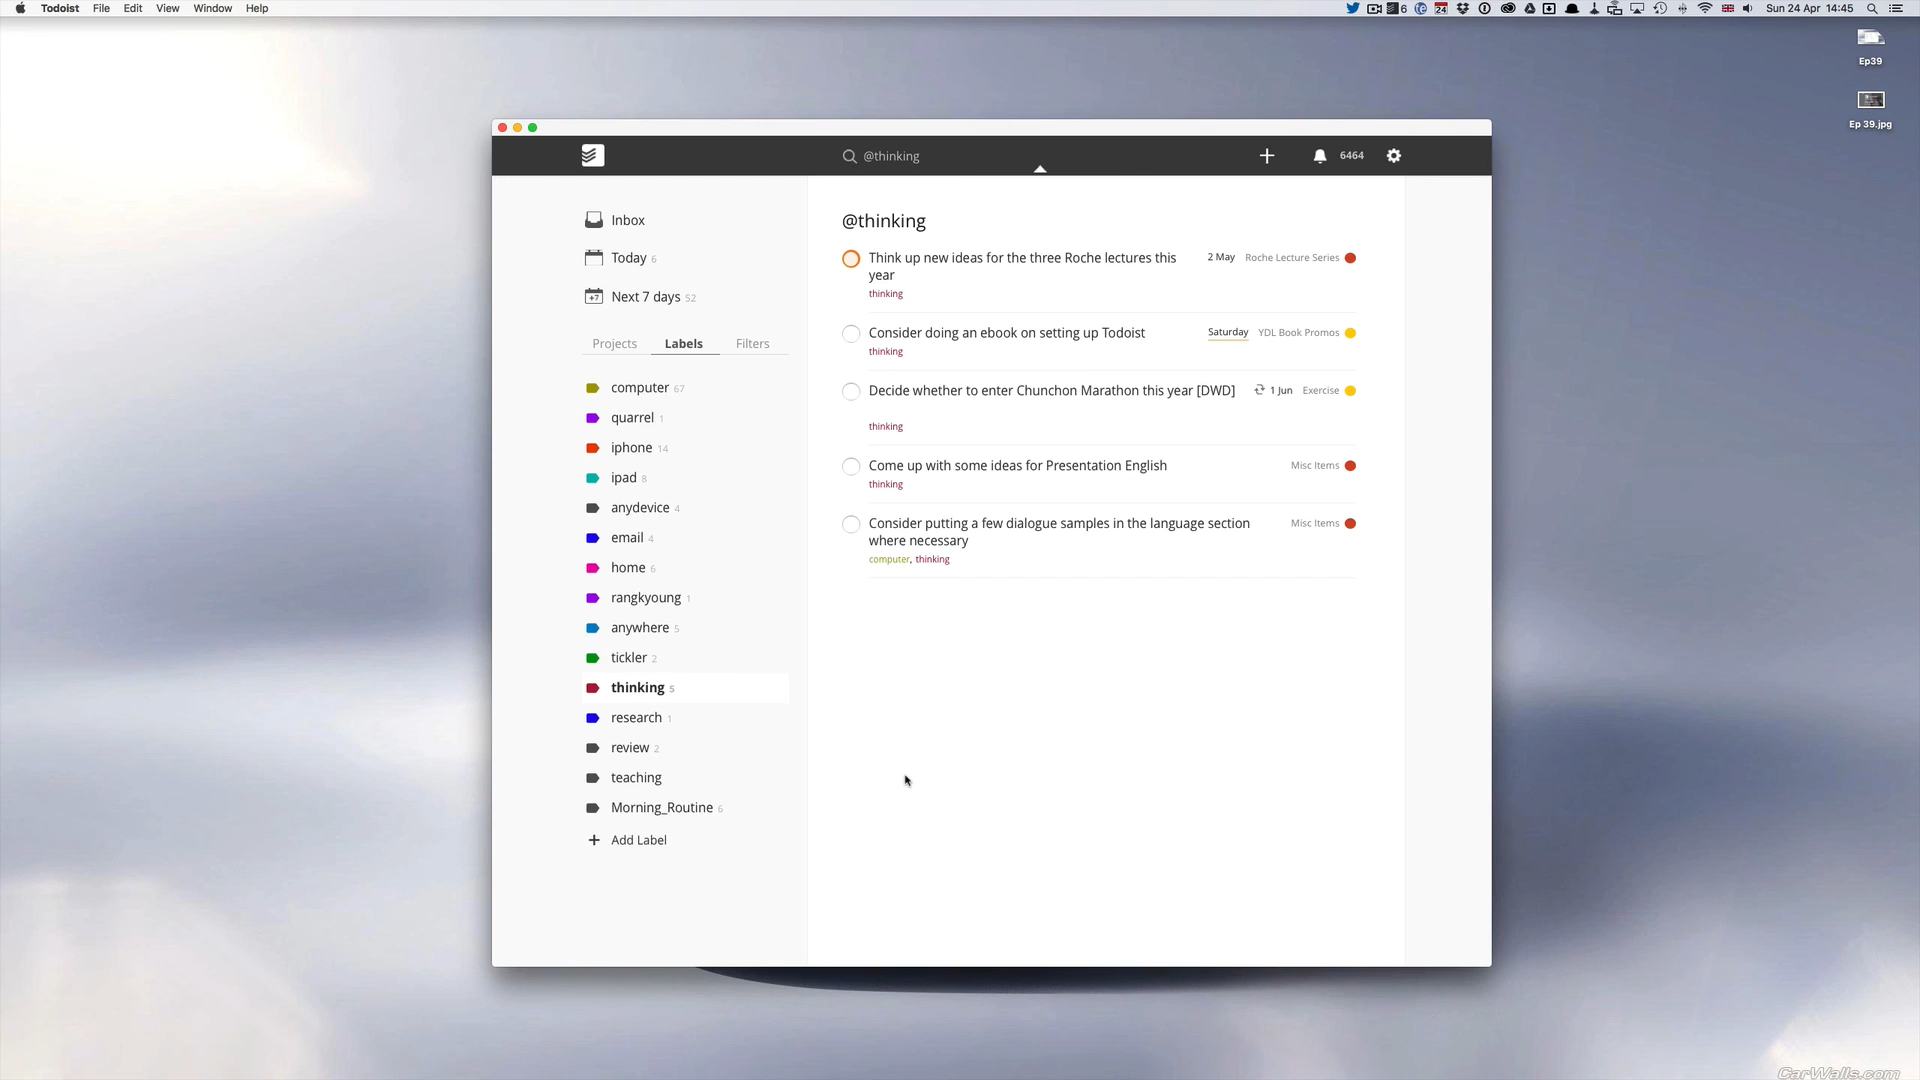 Todoist File Edit View Window Help
6
24
Sun 24 Apr 14:45
Ep39
Ep 39.jpg
@thinking
6464
Inbox
Today 6
+7 Next 7 days 52
Projects Labels Filters
computer 67
quarrel 1
iphone 14
ipad 8
anydevice 4
email 4
home 6
rangkyoung 1
anywhere 5
tickler 2
thinking 5
research 1
review 2
teaching
Morning_Routine 6
+ Add Label
@thinking
Think up new ideas for the three Roche lectures this 2 May Roche Lecture Series
year
thinking
Consider doing an ebook on setting up Todoist Saturday YDL Book Promos
thinking
Decide whether to enter Chunchon Marathon this year [DWD] 1 Jun Exercise
thinking
Come up with some ideas for Presentation English Misc Items
thinking
Consider putting a few dialogue samples in the language section Misc Items
where necessary
computer, thinking
CarWalls.com